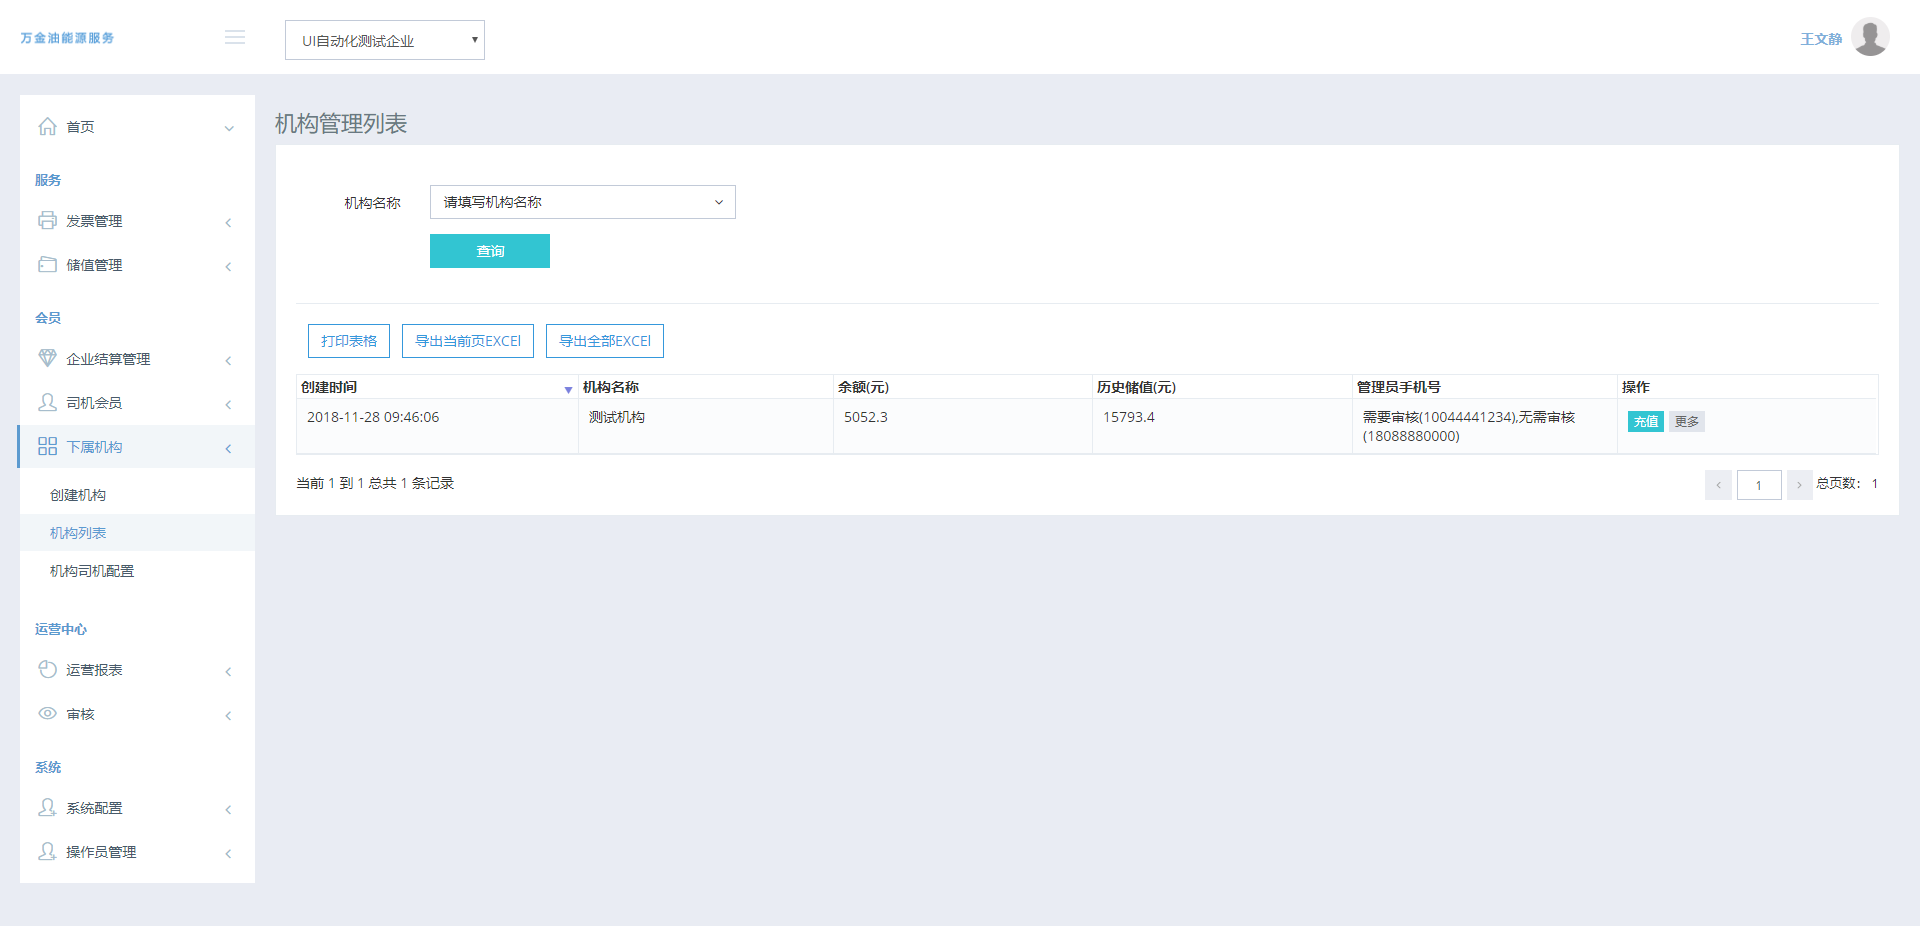 万金油能源服务
UI自动化测试企业
王文静
首页
服务
发票管理
储值管理
会员
企业结算管理
司机会员
下属机构
创建机构
机构列表
机构司机配置
运营中心
运营报表
审核
系统
系统配置
操作员管理
机构管理列表
机构名称 请填写机构名称
查询
打印表格 导出当前页EXCEl 导出全部EXCEl
创建时间 机构名称 余额(元) 历史储值(元) 管理员手机号 操作
2018-11-28 09:46:06 测试机构 5052.3 15793.4 需要审核(10044441234),无需审核 充值 更多
(18088880000)
当前 1 到 1 总共 1 条记录 1 总页数: 1